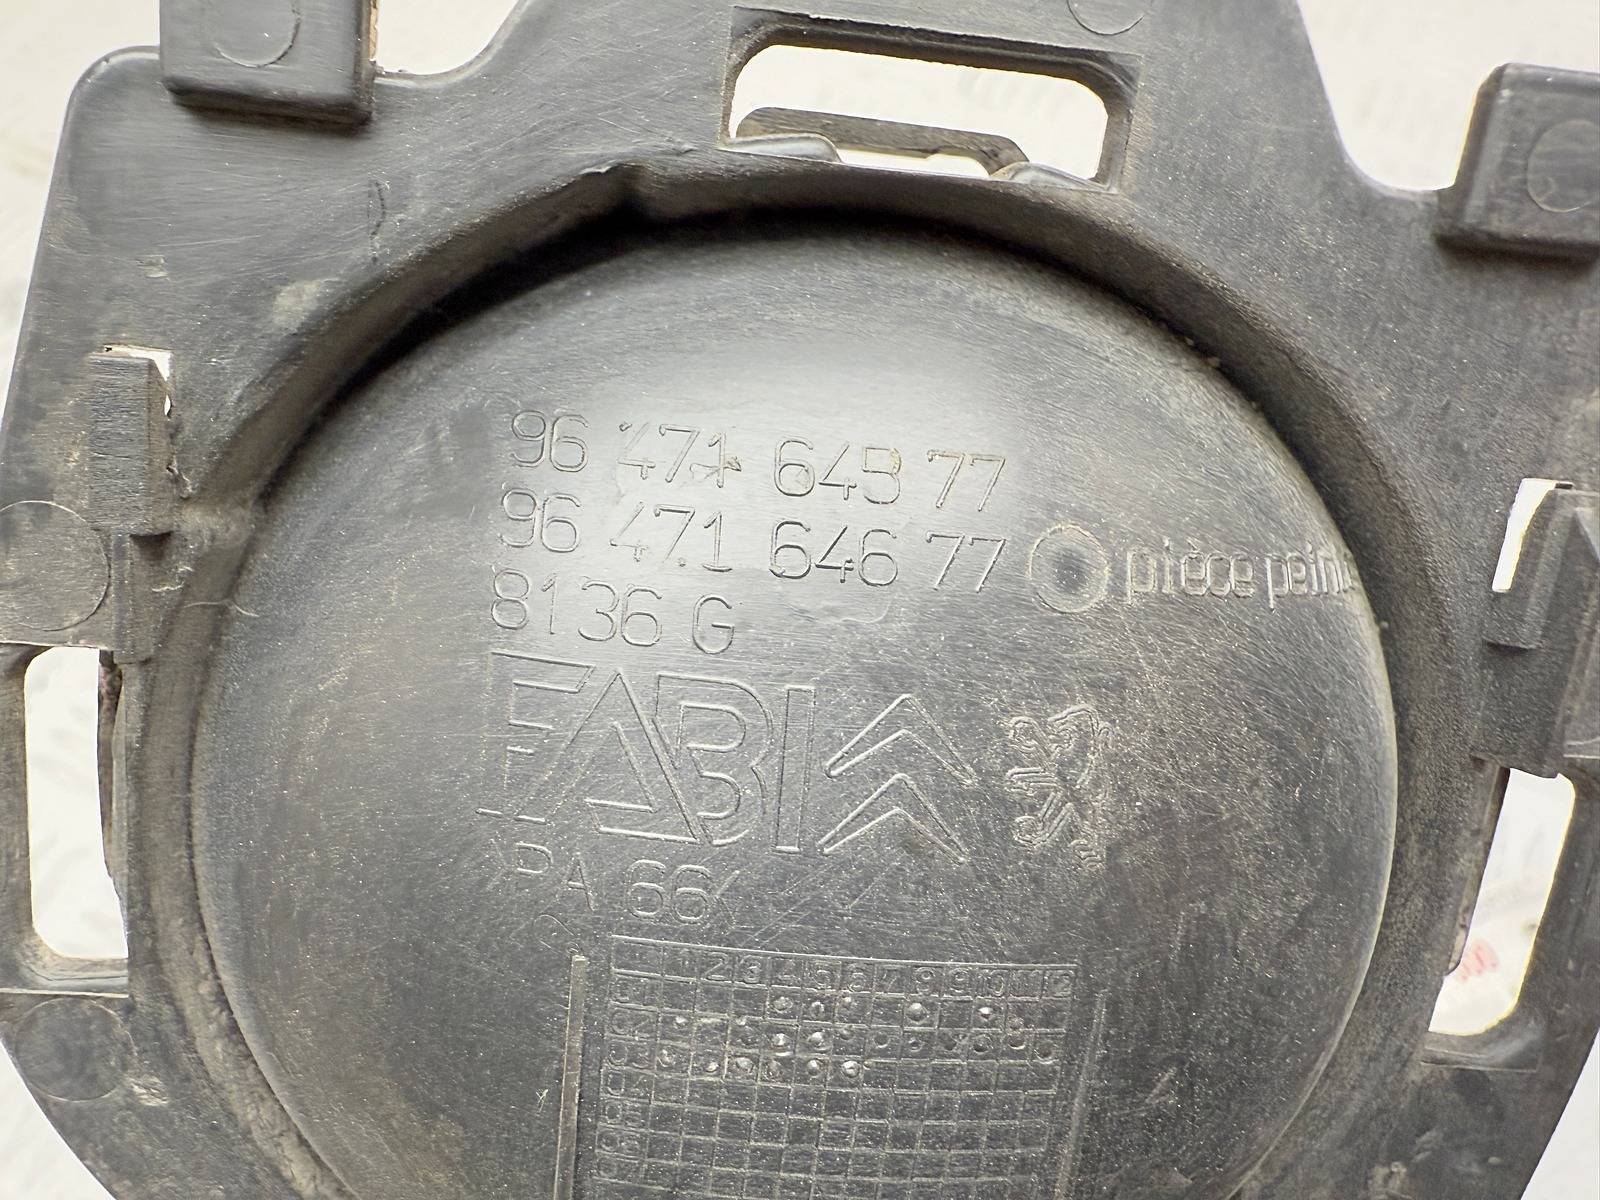 96 471 645 77
96 471 646 77 pièce peinte
8136 G
FABI
>PA 66<
1 2 3 4 5 6 7 8 9 10 11 12